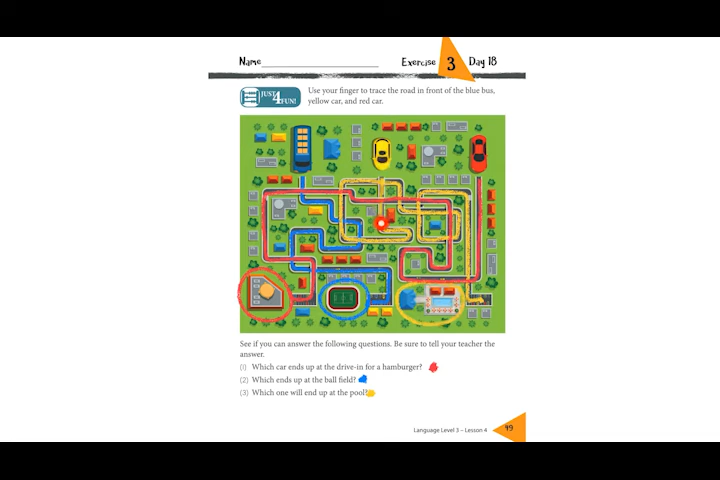 Name
Exercise 3 Day 18
JUST 4 FUN!
Use your finger to trace the road in front of the blue bus,
yellow car, and red car.
See if you can answer the following questions. Be sure to tell your teacher the
answer.
(1) Which car ends up at the drive-in for a hamburger?
(2) Which ends up at the ball field?
(3) Which one will end up at the pool?
Language Level 3 – Lesson 4
49